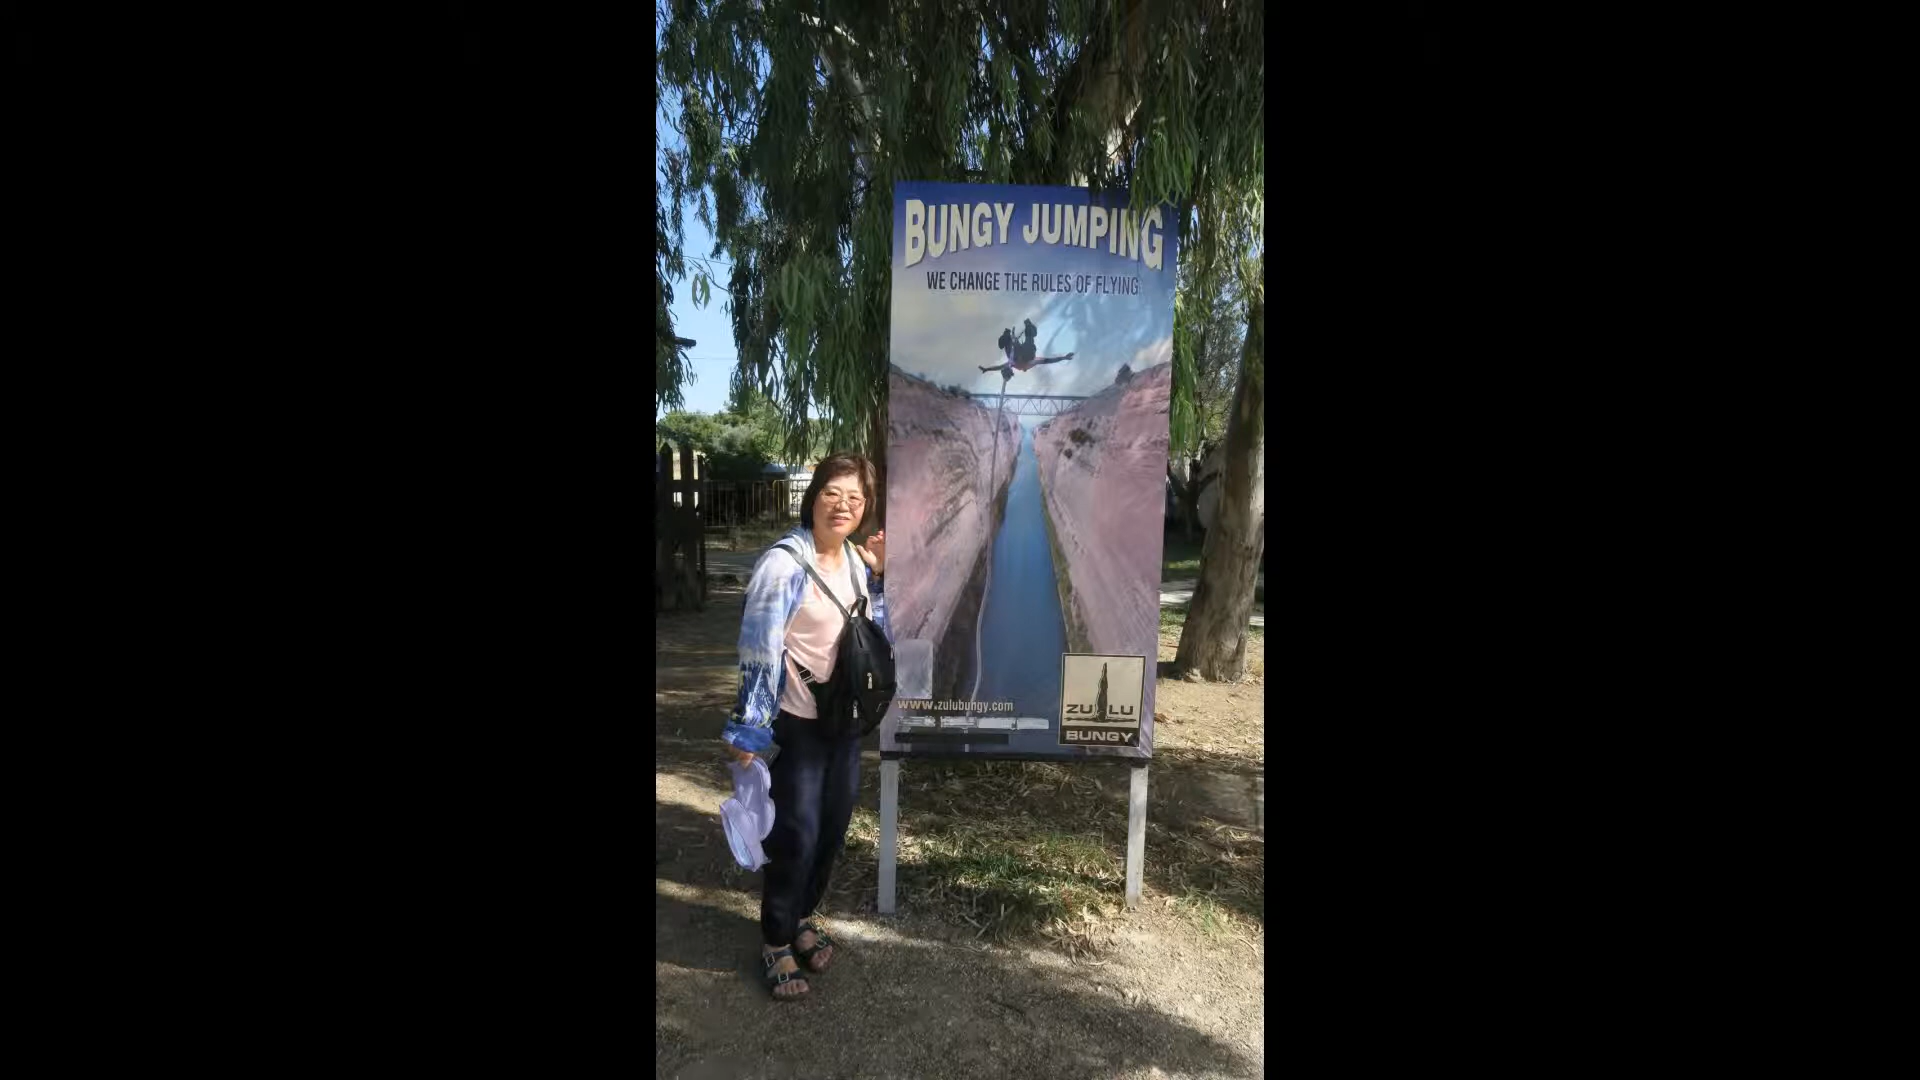 BUNGY JUMPING
WE CHANGE THE RULES OF FLYING
www.zulubungy.com
ZULU
BUNGY